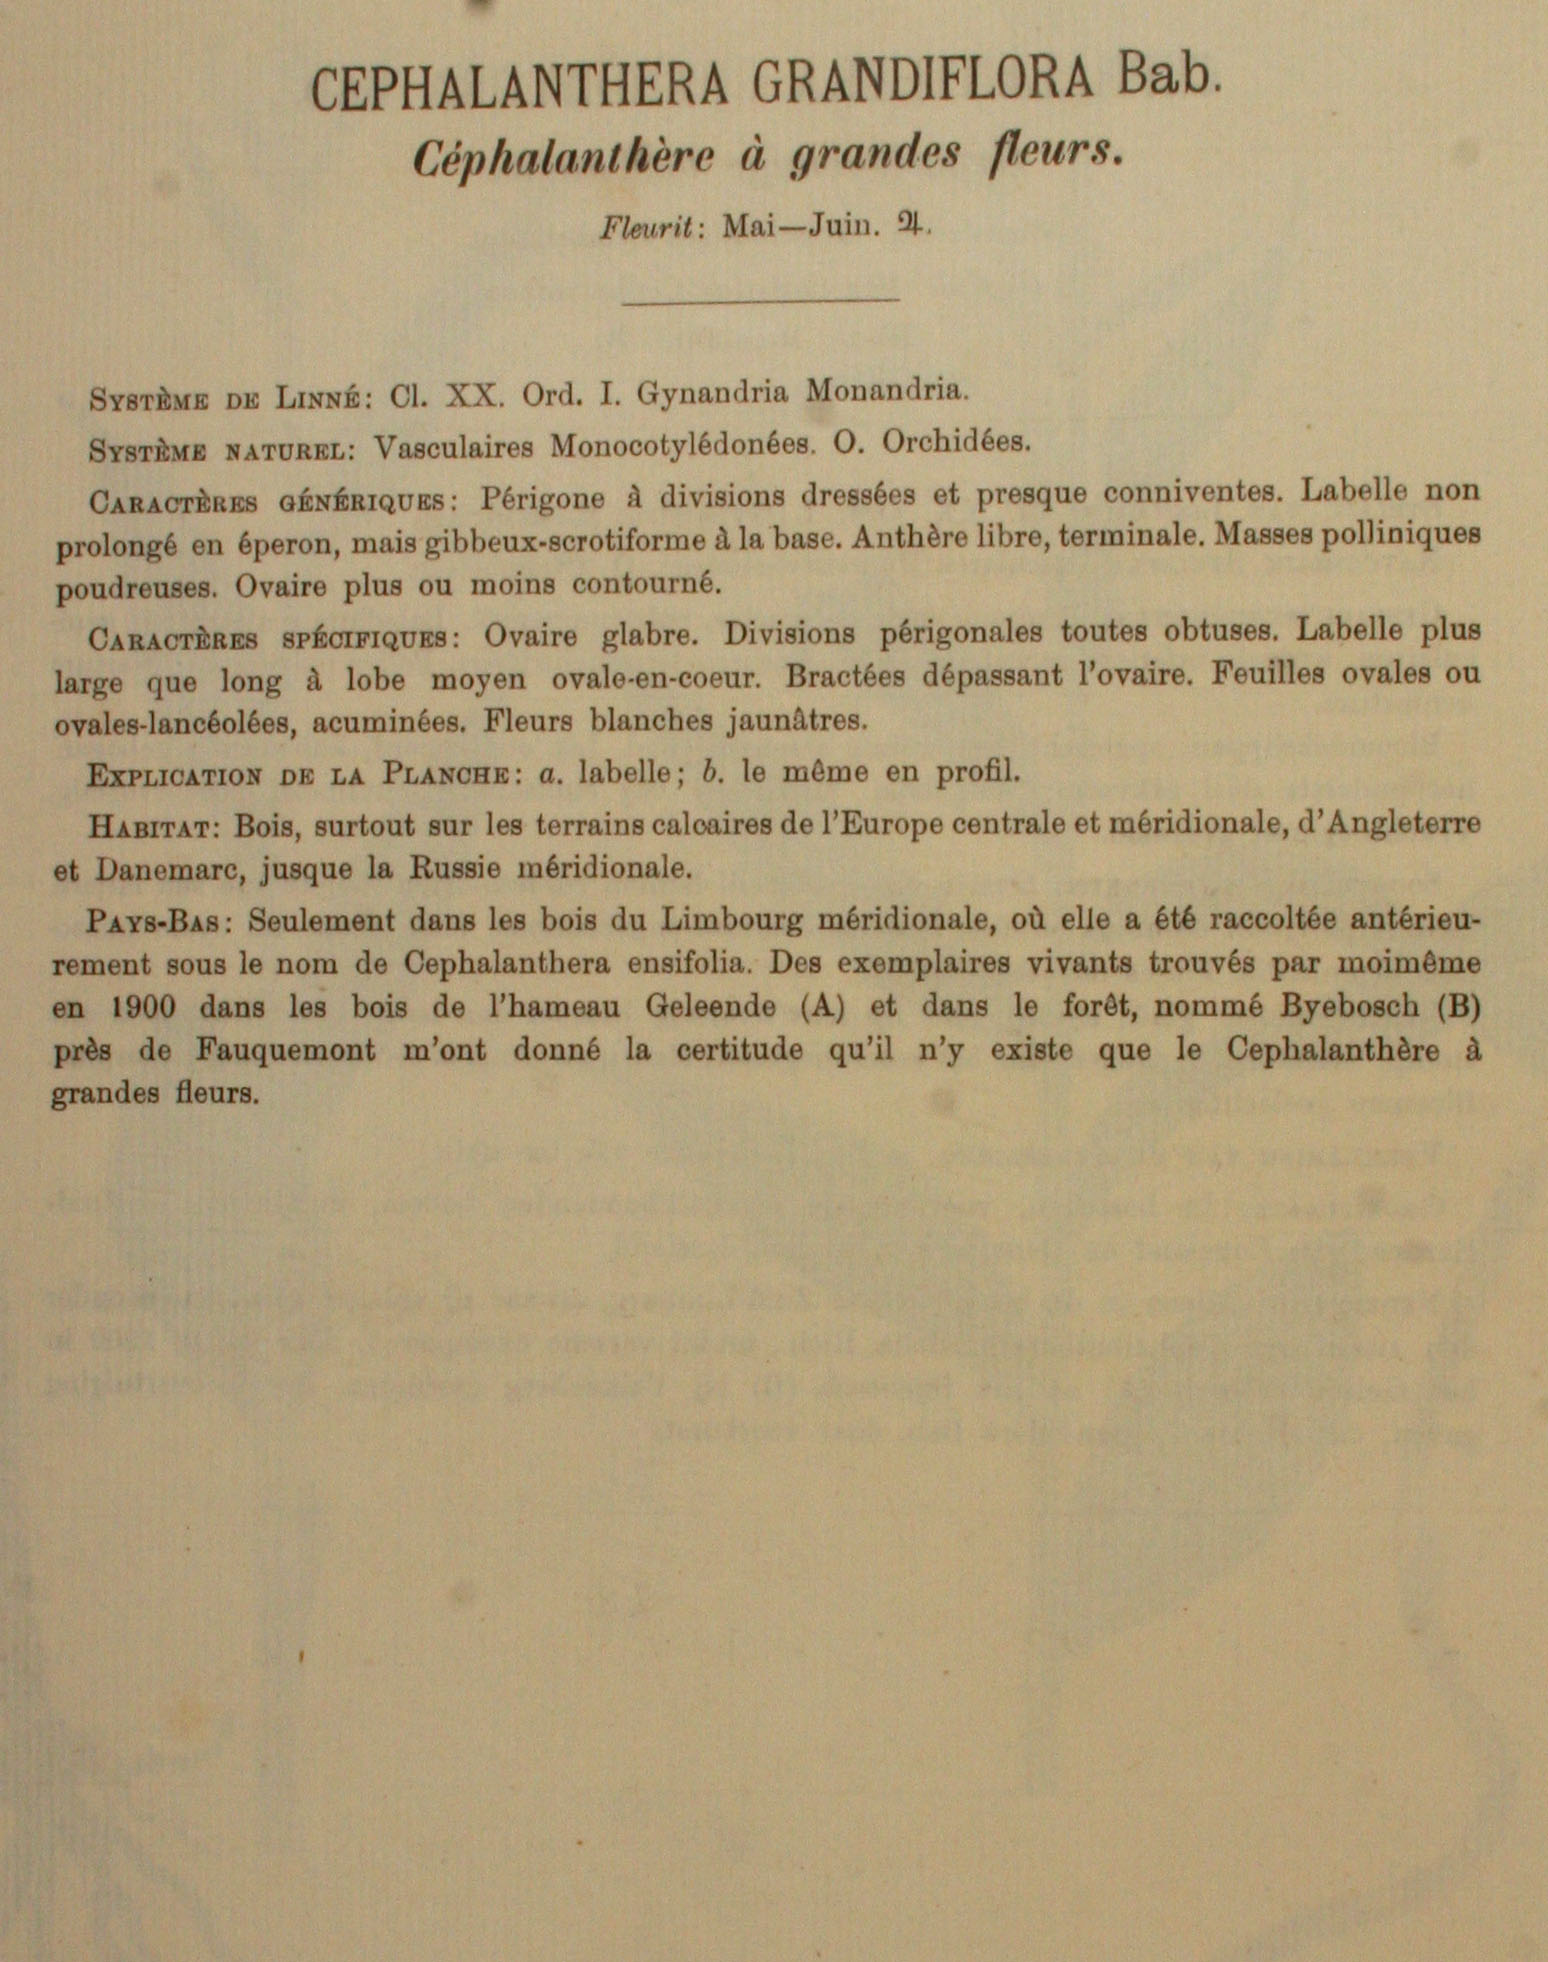 CEPHALANTHERA GRANDIFLORA Bab.
Céphalanthère à grandes fleurs.
Fleurit: Mai—Juin. ♃.
Système de Linné: Cl. XX. Ord. I. Gynandria Monandria.
Système naturel: Vasculaires Monocotylédonées. O. Orchidées.
Caractères génériques: Périgone à divisions dressées et presque conniventes. Labelle non
prolongé en éperon, mais gibbeux-scrotiforme à la base. Anthère libre, terminale. Masses polliniques
poudreuses. Ovaire plus ou moins contourné.
Caractères spécifiques: Ovaire glabre. Divisions périgonales toutes obtuses. Labelle plus
large que long à lobe moyen ovale-en-coeur. Bractées dépassant l'ovaire. Feuilles ovales ou
ovales-lancéolées, acuminées. Fleurs blanches jaunâtres.
Explication de la Planche: a. labelle; b. le même en profil.
Habitat: Bois, surtout sur les terrains calcaires de l'Europe centrale et méridionale, d'Angleterre
et Danemarc, jusque la Russie méridionale.
Pays-Bas: Seulement dans les bois du Limbourg méridionale, où elle a été raccoltée antérieu-
rement sous le nom de Cephalanthera ensifolia. Des exemplaires vivants trouvés par moimême
en 1900 dans les bois de l'hameau Geleende (A) et dans le forêt, nommé Byebosch (B)
près de Fauquemont m'ont donné la certitude qu'il n'y existe que le Cephalanthère à
grandes fleurs.